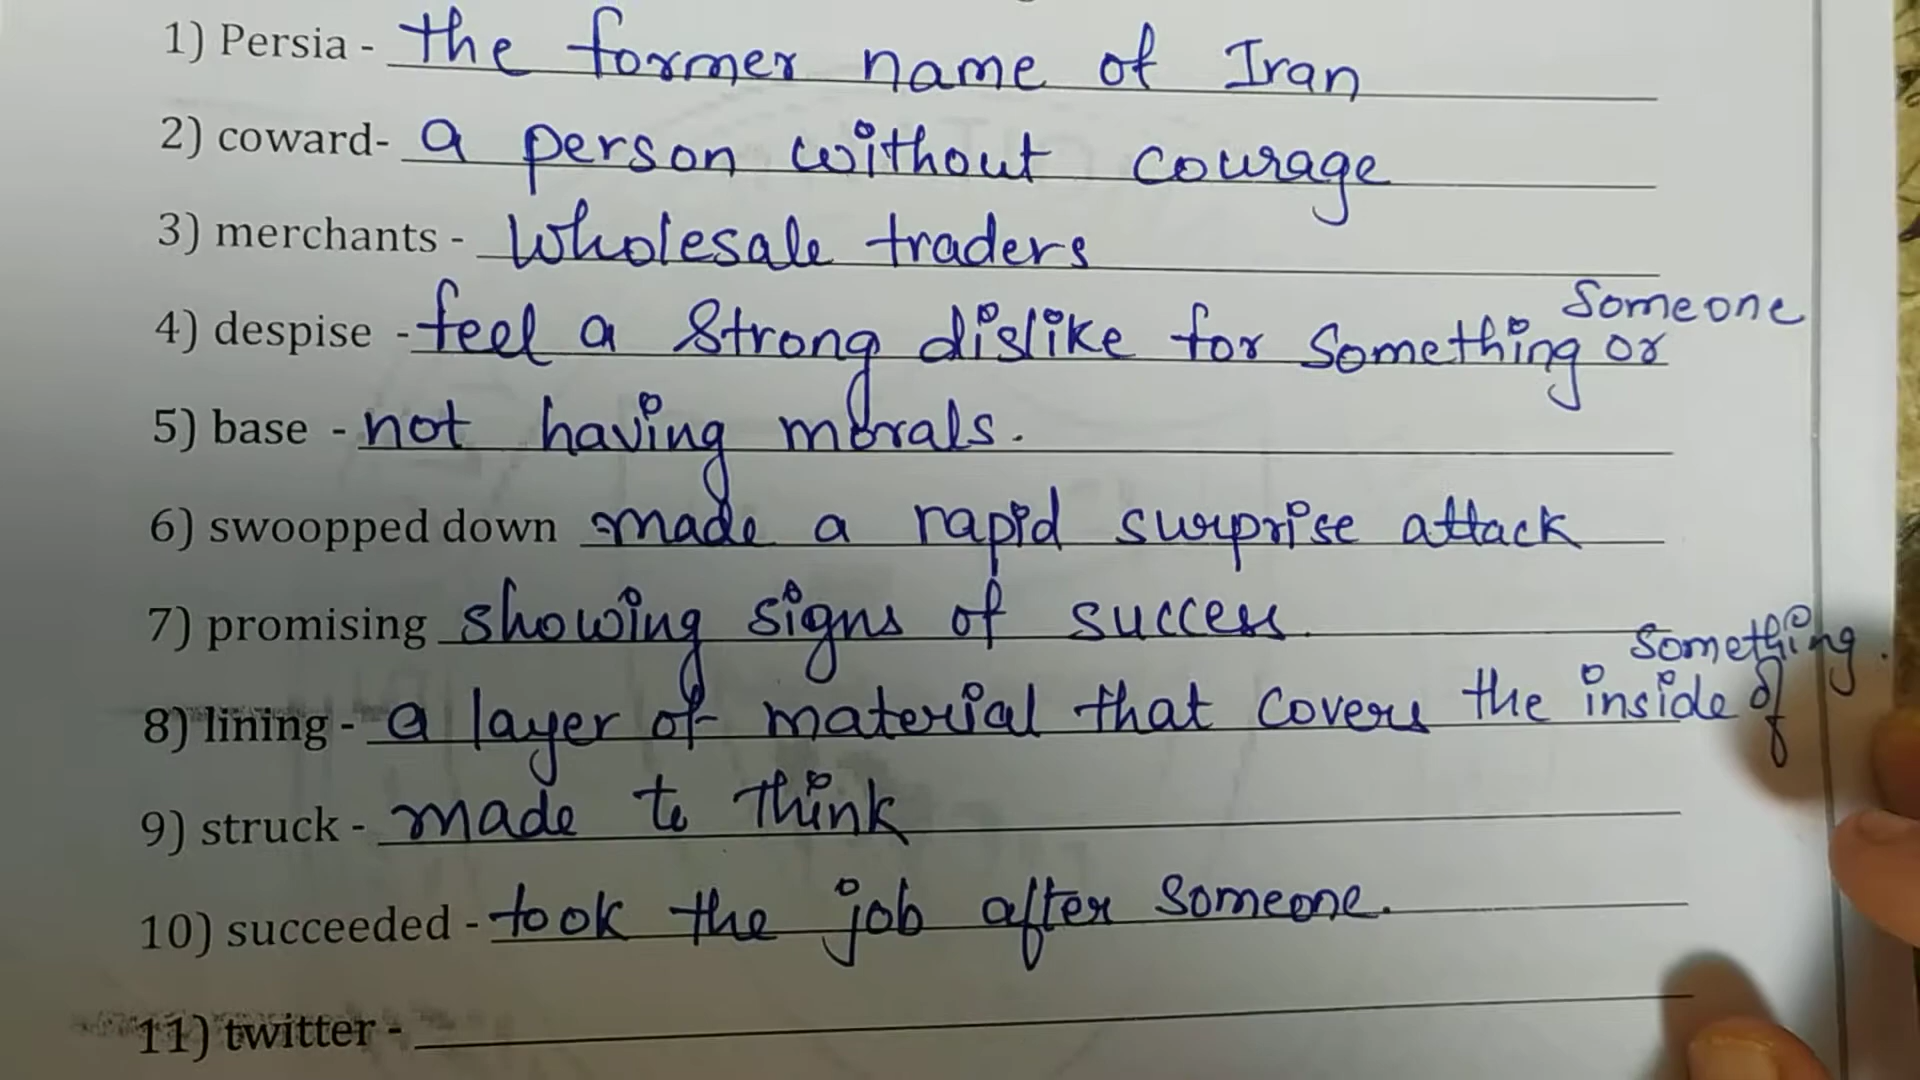 1) Persia - the former name of Iran
2) coward- a person without courage
3) merchants - Wholesale traders
someone
4) despise - feel a strong dislike for something or
5) base - not having morals.
6) swoopped down made a rapid surprise attack
7) promising showing signs of success.
something.
8) lining - a layer of material that covers the inside of
9) struck - made to think
10) succeeded - took the job after someone.
11) twitter -